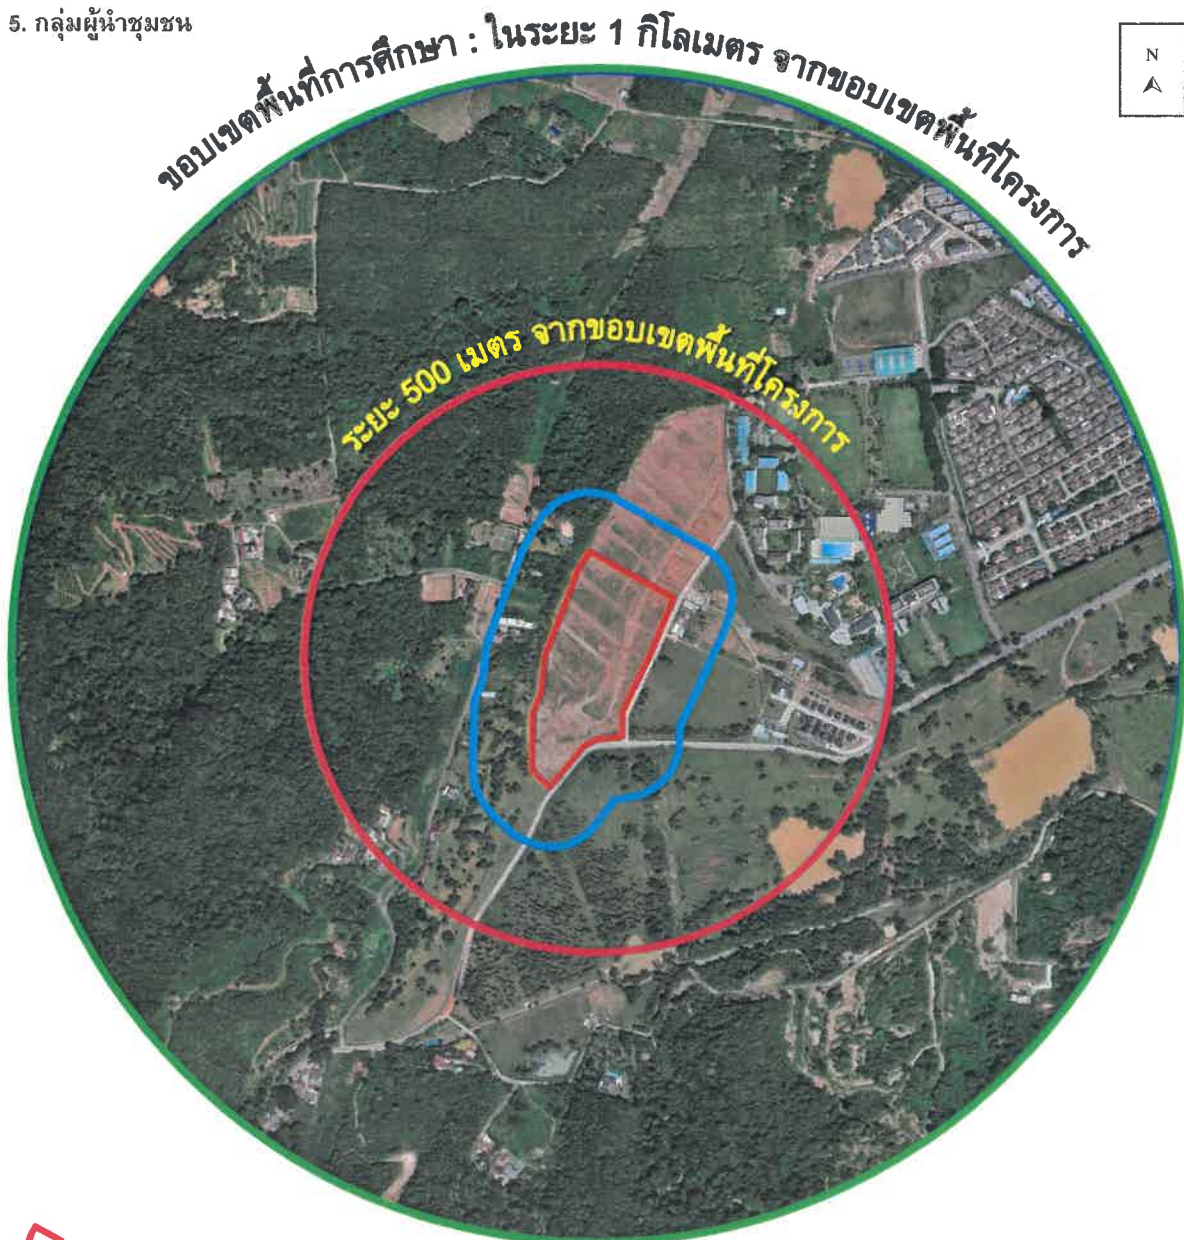 5. กลุ่มผู้นำชุมชน
ขอบเขตพื้นที่การศึกษา : ในระยะ 1 กิโลเมตร จากขอบเขตพื้นที่โครงการ
N
ระยะ 500 เมตร จากขอบเขตพื้นที่โครงการ